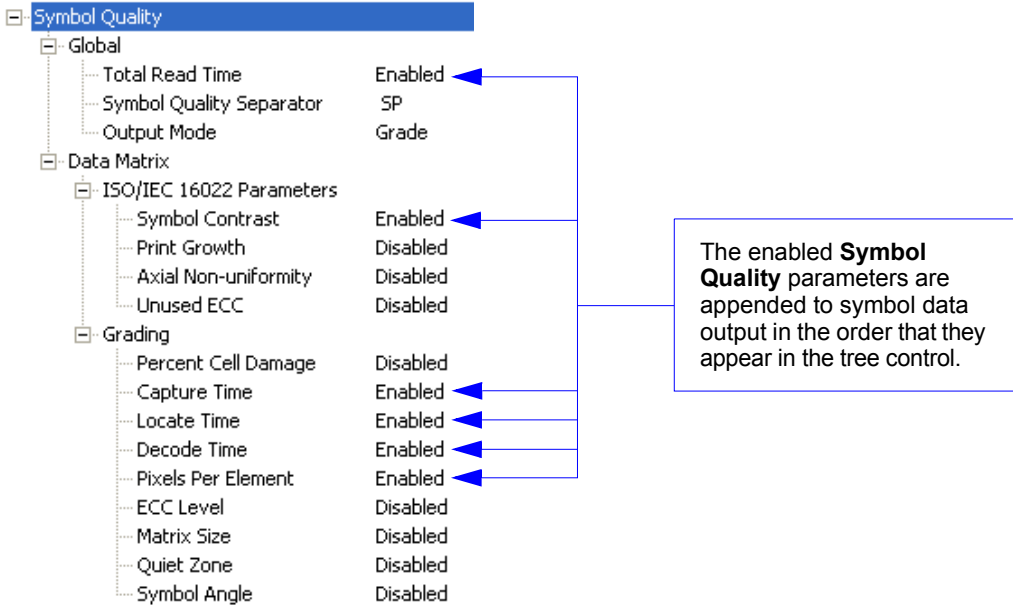 Symbol Quality
Global
Total Read Time Enabled
Symbol Quality Separator SP
Output Mode Grade
Data Matrix
ISO/IEC 16022 Parameters
Symbol Contrast Enabled
Print Growth Disabled
Axial Non-uniformity Disabled
Unused ECC Disabled
Grading
Percent Cell Damage Disabled
Capture Time Enabled
Locate Time Enabled
Decode Time Enabled
Pixels Per Element Enabled
ECC Level Disabled
Matrix Size Disabled
Quiet Zone Disabled
Symbol Angle Disabled
The enabled Symbol
Quality parameters are
appended to symbol data
output in the order that they
appear in the tree control.